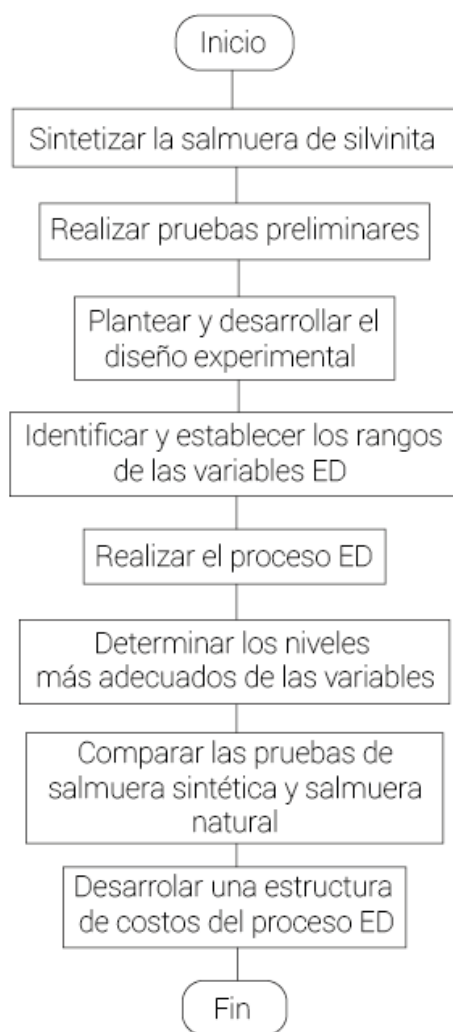 Inicio
Sintetizar la salmuera de silvinita
Realizar pruebas preliminares
Plantear y desarrollar el
diseño experimental
Identificar y establecer los rangos
de las variables ED
Realizar el proceso ED
Determinar los niveles
más adecuados de las variables
Comparar las pruebas de
salmuera sintética y salmuera
natural
Desarrolar una estructura
de costos del proceso ED
Fin